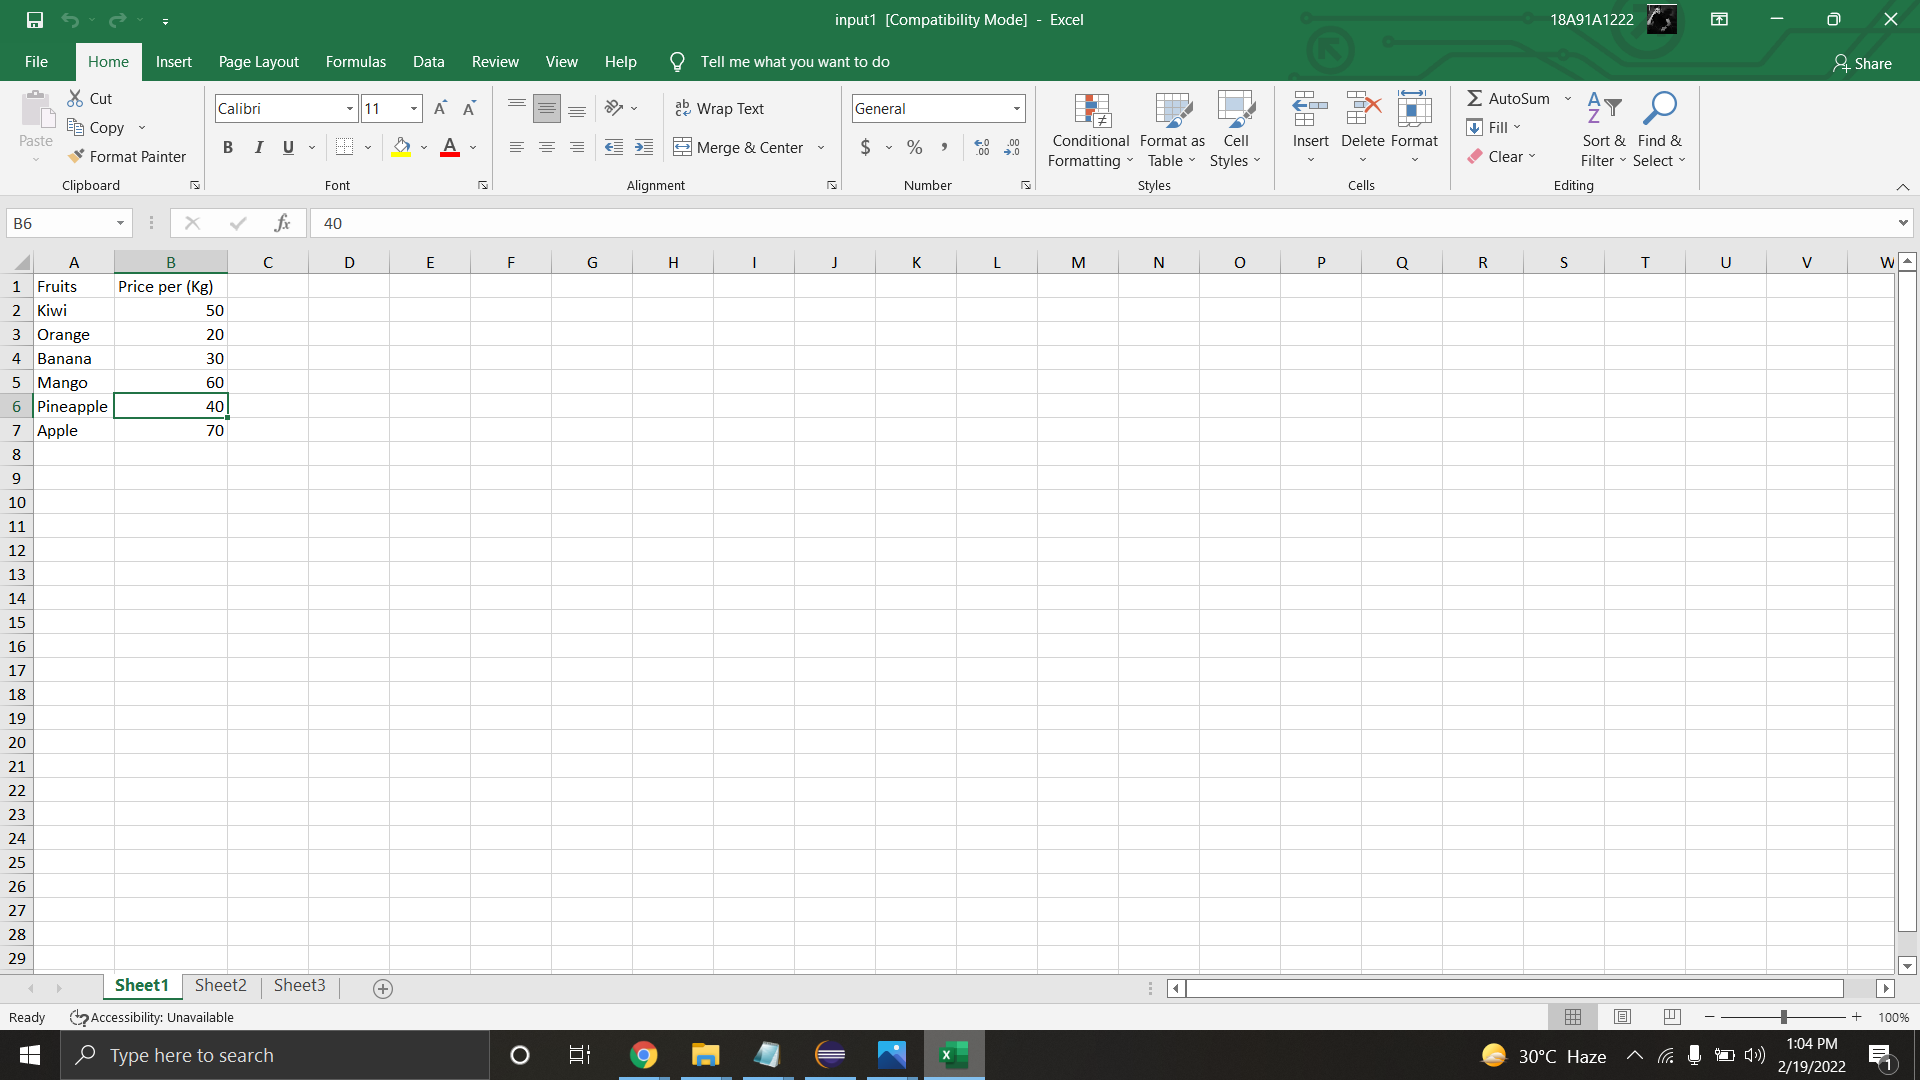 input1 [Compatibility Mode] - Excel
18A91A1222
File Home Insert Page Layout Formulas Data Review View Help Tell me what you want to do
Share
Paste
Cut
Copy
Format Painter
Clipboard
Calibri 11
B I U
Font
Wrap Text
Merge & Center
Alignment
General
$ % ,
Number
Conditional Formatting
Format as Table
Cell Styles
Styles
Insert Delete Format
Cells
AutoSum
Fill
Clear
Sort & Filter
Find & Select
Editing
B6 fx 40
A B C D E F G H I J K L M N O P Q R S T U V W
1 Fruits Price per (Kg)
2 Kiwi 50
3 Orange 20
4 Banana 30
5 Mango 60
6 Pineapple 40
7 Apple 70
8
9
10
11
12
13
14
15
16
17
18
19
20
21
22
23
24
25
26
27
28
29
Sheet1 Sheet2 Sheet3
Ready Accessibility: Unavailable 100%
Type here to search
30°C Haze
1:04 PM
2/19/2022
1